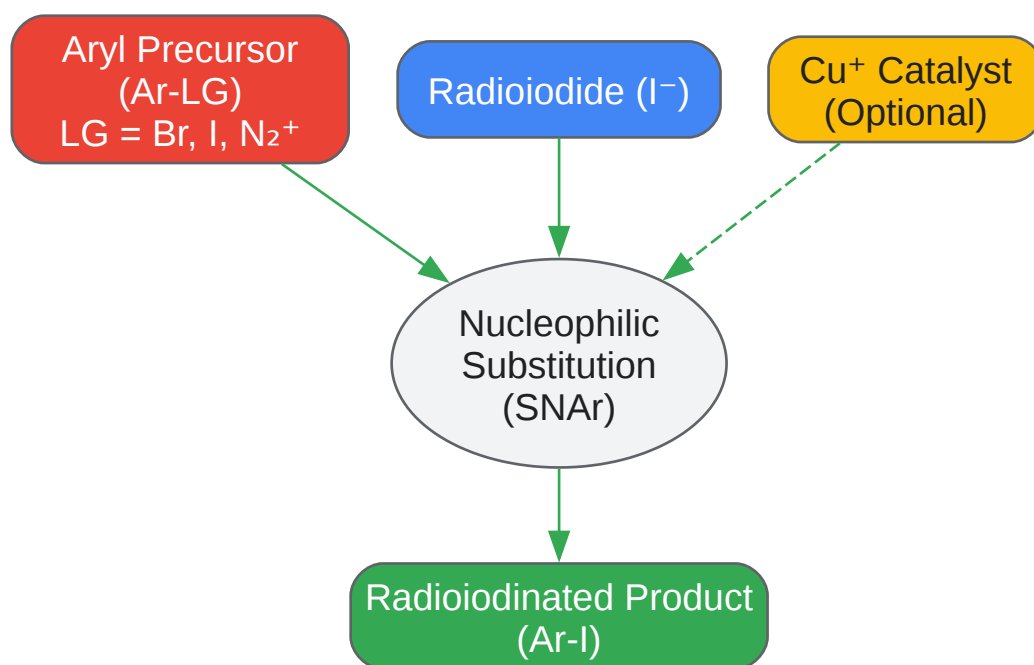 Aryl Precursor
(Ar-LG)
LG = Br, I, N₂⁺
Radioiodide (I⁻)
Cu⁺ Catalyst
(Optional)
Nucleophilic
Substitution
(SNAr)
Radioiodinated Product
(Ar-I)